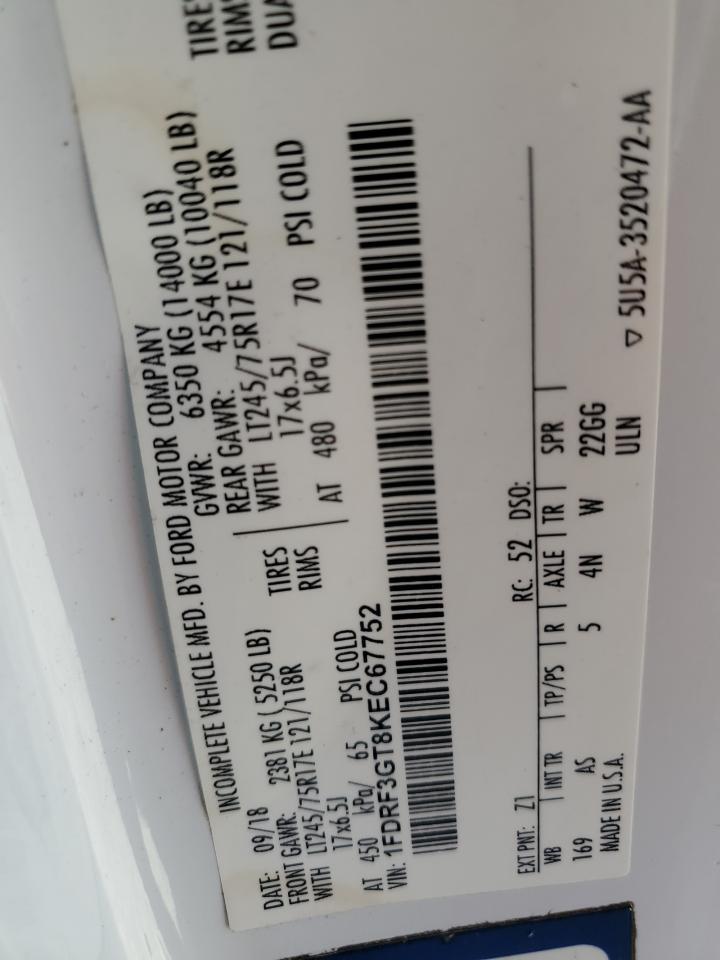 INCOMPLETE VEHICLE MFD. BY FORD MOTOR COMPANY
DATE: 09/18 GVWR: 6350 KG (14000 LB)
FRONT GAWR: 2381 KG (5250 LB) REAR GAWR: 4554 KG (10040 LB)
WITH LT245/75R17E 121/118R TIRES WITH LT245/75R17E 121/118R TIRES
17x6.5J RIMS 17x6.5J RIMS
AT 450 kPa/ 65 PSI COLD AT 480 kPa/ 70 PSI COLD DUA
VIN: 1FDRF3GT8KEC67752
EXT PNT: Z1 RC: 52 DSO:
WB INT TR TP/PS R AXLE TR SPR
169 AS 5 4N W 22GG
MADE IN U.S.A. ULN
▽ 5U5A-3520472-AA